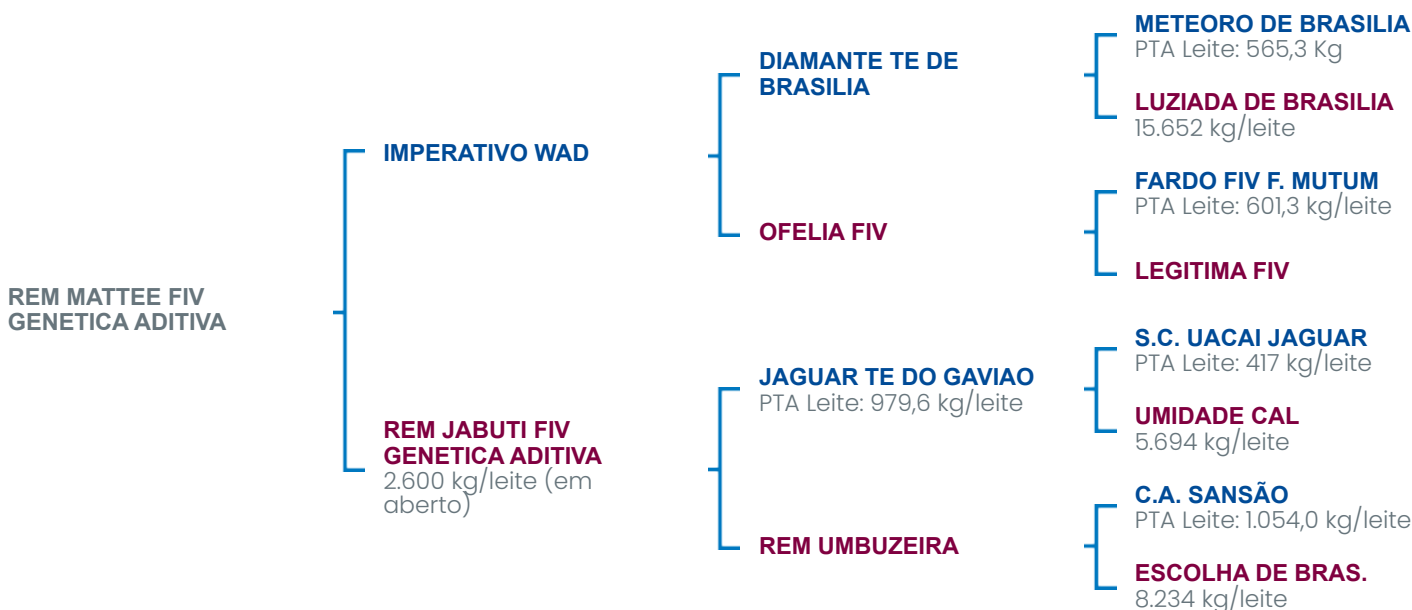 REM MATTEE FIV
GENETICA ADITIVA
IMPERATIVO WAD
REM JABUTI FIV
GENETICA ADITIVA
2.600 kg/leite (em
aberto)
DIAMANTE TE DE
BRASILIA
OFELIA FIV
JAGUAR TE DO GAVIAO
PTA Leite: 979,6 kg/leite
REM UMBUZEIRA
METEORO DE BRASILIA
PTA Leite: 565,3 Kg
LUZIADA DE BRASILIA
15.652 kg/leite
FARDO FIV F. MUTUM
PTA Leite: 601,3 kg/leite
LEGITIMA FIV
S.C. UACAI JAGUAR
PTA Leite: 417 kg/leite
UMIDADE CAL
5.694 kg/leite
C.A. SANSÃO
PTA Leite: 1.054,0 kg/leite
ESCOLHA DE BRAS.
8.234 kg/leite